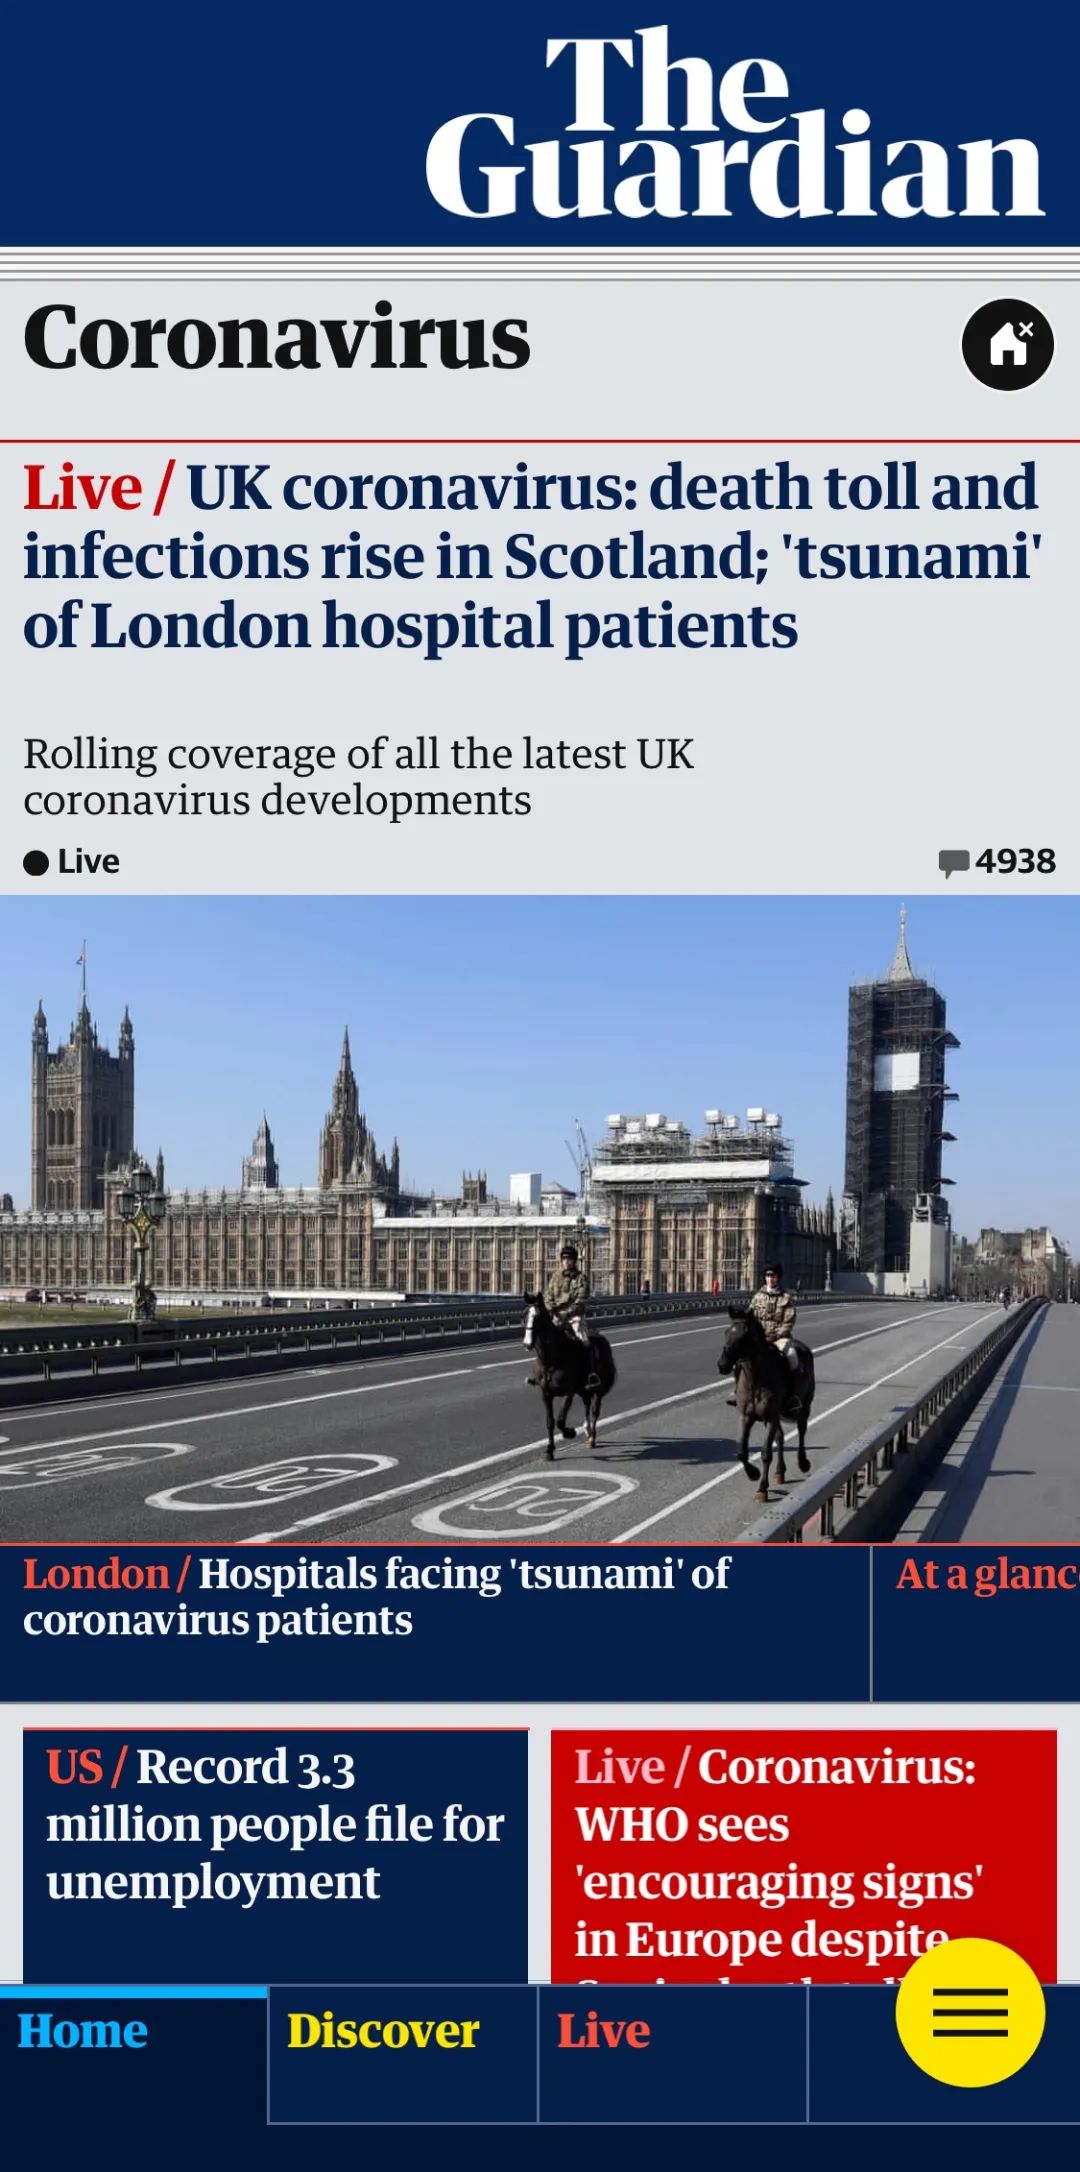 The
Guardian
Coronavirus
Live / UK coronavirus: death toll and
infections rise in Scotland; 'tsunami'
of London hospital patients
Rolling coverage of all the latest UK
coronavirus developments
Live
4938
20
20
20
London / Hospitals facing 'tsunami' of
coronavirus patients
At a glanc
US / Record 3.3
million people file for
unemployment
Live / Coronavirus:
WHO sees
'encouraging signs'
in Europe despite
Home
Discover
Live